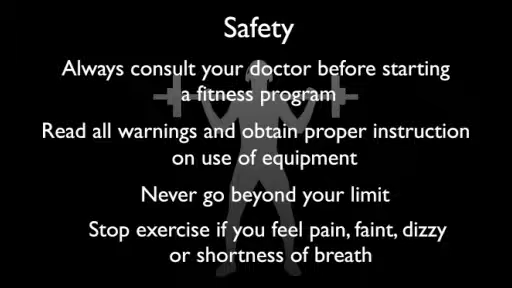 Safety
Always consult your doctor before starting
a fitness program
Read all warnings and obtain proper instruction
on use of equipment
Never go beyond your limit
Stop exercise if you feel pain, faint, dizzy
or shortness of breath